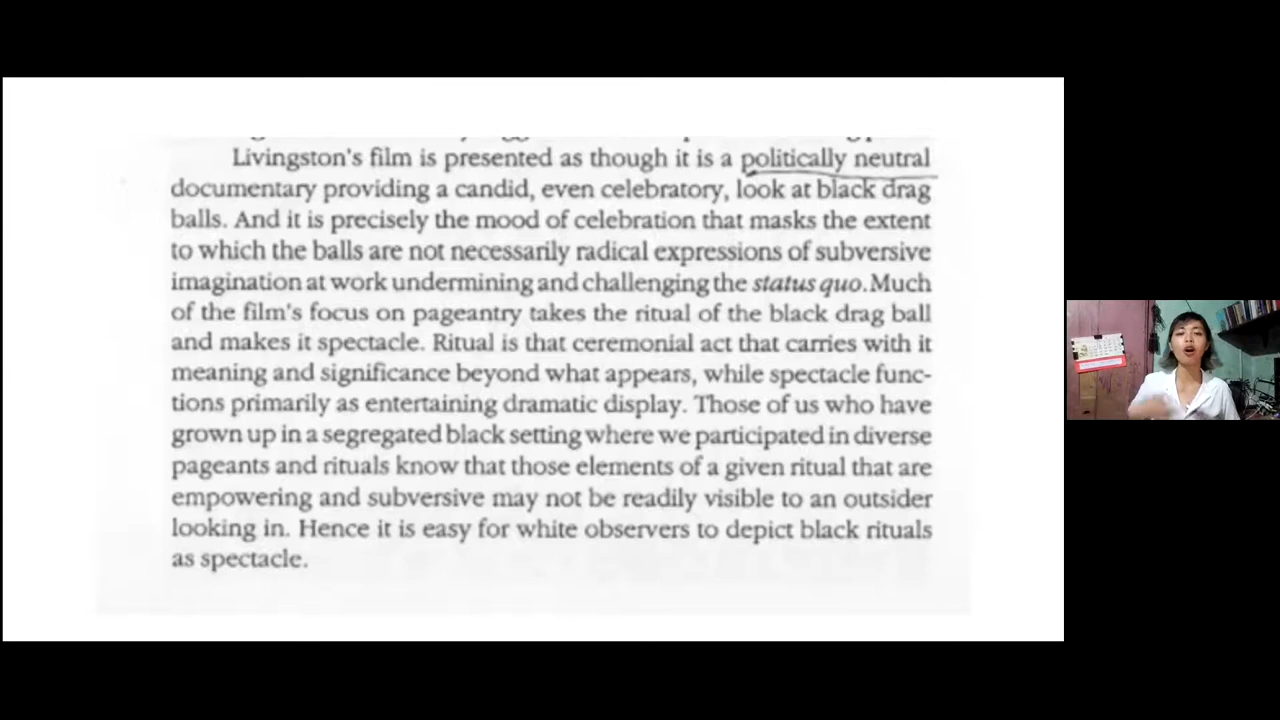 Livingston's film is presented as though it is a politically neutral
documentary providing a candid, even celebratory, look at black drag
balls. And it is precisely the mood of celebration that masks the extent
to which the balls are not necessarily radical expressions of subversive
imagination at work undermining and challenging the status quo. Much
of the film's focus on pageantry takes the ritual of the black drag ball
and makes it spectacle. Ritual is that ceremonial act that carries with it
meaning and significance beyond what appears, while spectacle func-
tions primarily as entertaining dramatic display. Those of us who have
grown up in a segregated black setting where we participated in diverse
pageants and rituals know that those elements of a given ritual that are
empowering and subversive may not be readily visible to an outsider
looking in. Hence it is easy for white observers to depict black rituals
as spectacle.